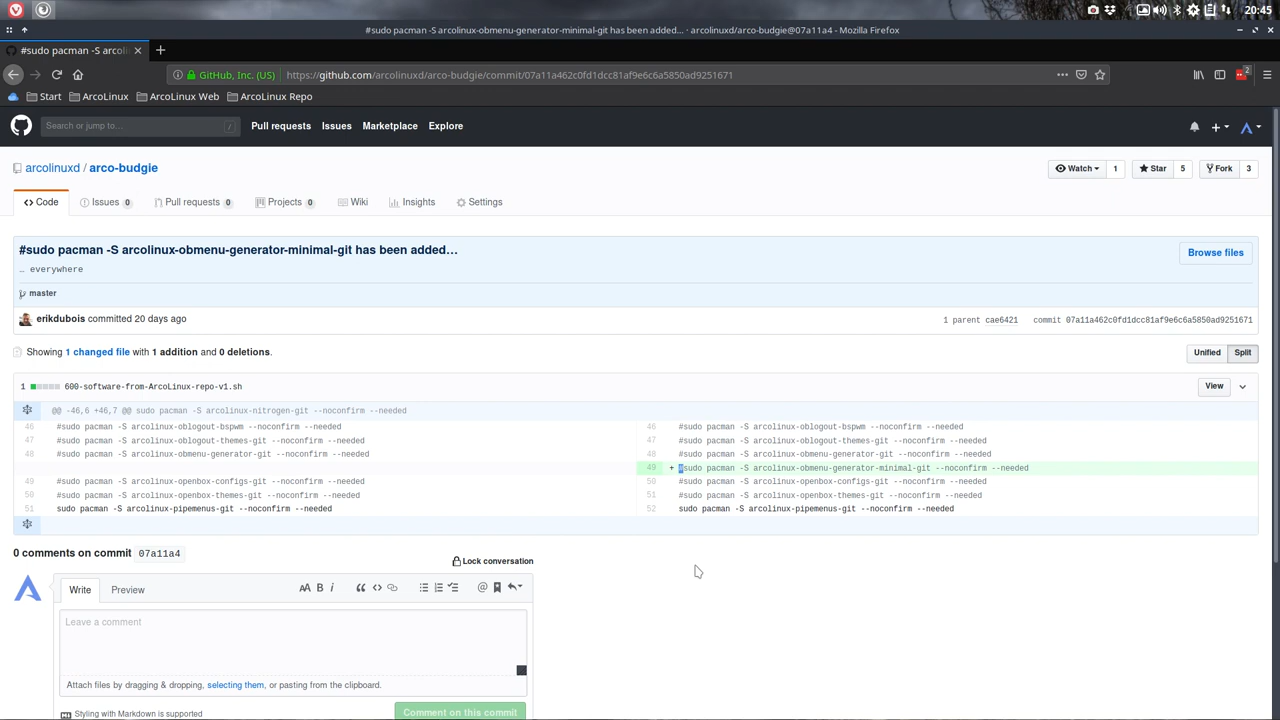 20:45
#sudo pacman -S arcolinux-obmenu-generator-minimal-git has been added... · arcolinuxd/arco-budgie@07a11a4 - Mozilla Firefox
#sudo pacman -S arcoli
GitHub, Inc. (US) https://github.com/arcolinuxd/arco-budgie/commit/07a11a462c0fd1dcc81af9e6c6a5850ad9251671
2
Start ArcoLinux ArcoLinux Web ArcoLinux Repo
Search or jump to... / Pull requests Issues Marketplace Explore
arcolinuxd / arco-budgie Watch 1 Star 5 Fork 3
<> Code Issues 0 Pull requests 0 Projects 0 Wiki Insights Settings
#sudo pacman -S arcolinux-obmenu-generator-minimal-git has been added… Browse files
… everywhere
master
erikdubois committed 20 days ago 1 parent cae6421 commit 07a11a462c0fd1dcc81af9e6c6a5850ad9251671
Showing 1 changed file with 1 addition and 0 deletions. Unified Split
1 600-software-from-ArcoLinux-repo-v1.sh View
@@ -46,6 +46,7 @@ sudo pacman -S arcolinux-nitrogen-git --noconfirm --needed
46 #sudo pacman -S arcolinux-oblogout-bspwm --noconfirm --needed 46 #sudo pacman -S arcolinux-oblogout-bspwm --noconfirm --needed
47 #sudo pacman -S arcolinux-oblogout-themes-git --noconfirm --needed 47 #sudo pacman -S arcolinux-oblogout-themes-git --noconfirm --needed
48 #sudo pacman -S arcolinux-obmenu-generator-git --noconfirm --needed 48 #sudo pacman -S arcolinux-obmenu-generator-git --noconfirm --needed
49 + #sudo pacman -S arcolinux-obmenu-generator-minimal-git --noconfirm --needed
49 #sudo pacman -S arcolinux-openbox-configs-git --noconfirm --needed 50 #sudo pacman -S arcolinux-openbox-configs-git --noconfirm --needed
50 #sudo pacman -S arcolinux-openbox-themes-git --noconfirm --needed 51 #sudo pacman -S arcolinux-openbox-themes-git --noconfirm --needed
51 sudo pacman -S arcolinux-pipemenus-git --noconfirm --needed 52 sudo pacman -S arcolinux-pipemenus-git --noconfirm --needed
0 comments on commit 07a11a4 Lock conversation
Write Preview AA B i @
Leave a comment
Attach files by dragging & dropping, selecting them, or pasting from the clipboard.
Styling with Markdown is supported Comment on this commit